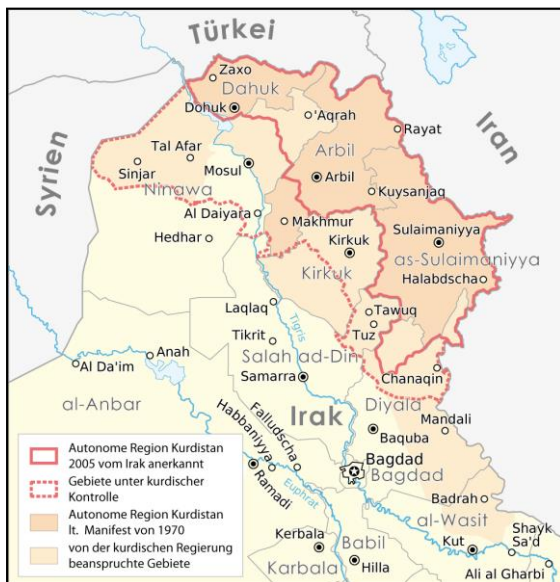 Türkei
Zaxo
Dahuk
Dohuk
'Aqrah
Rayat
Iran
Syrien
Tal Afar
Sinjar
Mosul
Ninawa
Arbil
Arbil
Kuysanjaq
Al Daiyara
Makhmur
Hedhar
Kirkuk
Kirkuk
Sulaimaniyya
as-Sulaimaniyya
Halabdscha
Laqlaq
Tigris
Tawuq
Tuz
Tikrit
Salah ad-Din
Anah
Al Da'im
Samarra
Chanaqin
al-Anbar
Irak
Diyala
Mandali
Falludscha
Habbaniyya
Baquba
Bagdad
Bagdad
Ramadi
Euphrat
Badrah
al-Wasit
Shayk
Sa'd
Kerbala
Babil
Kut
Karbala
Hilla
Ali al Gharbi
Autonome Region Kurdistan
2005 vom Irak anerkannt
Gebiete unter kurdischer
Kontrolle
Autonome Region Kurdistan
lt. Manifest von 1970
von der kurdischen Regierung
beanspruchte Gebiete